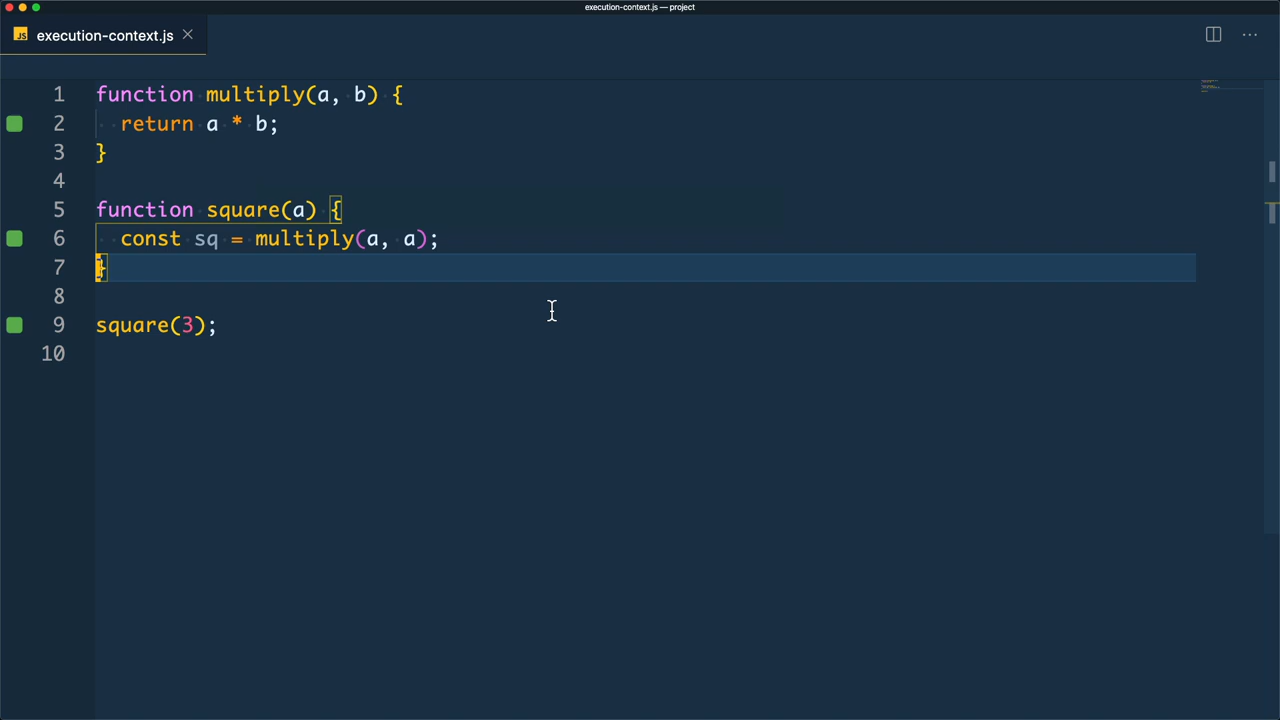 execution-context.js — project
JS execution-context.js
1 function multiply(a, b) {
2   return a * b;
3 }
4
5 function square(a) {
6   const sq = multiply(a, a);
7 }
8
9 square(3);
10